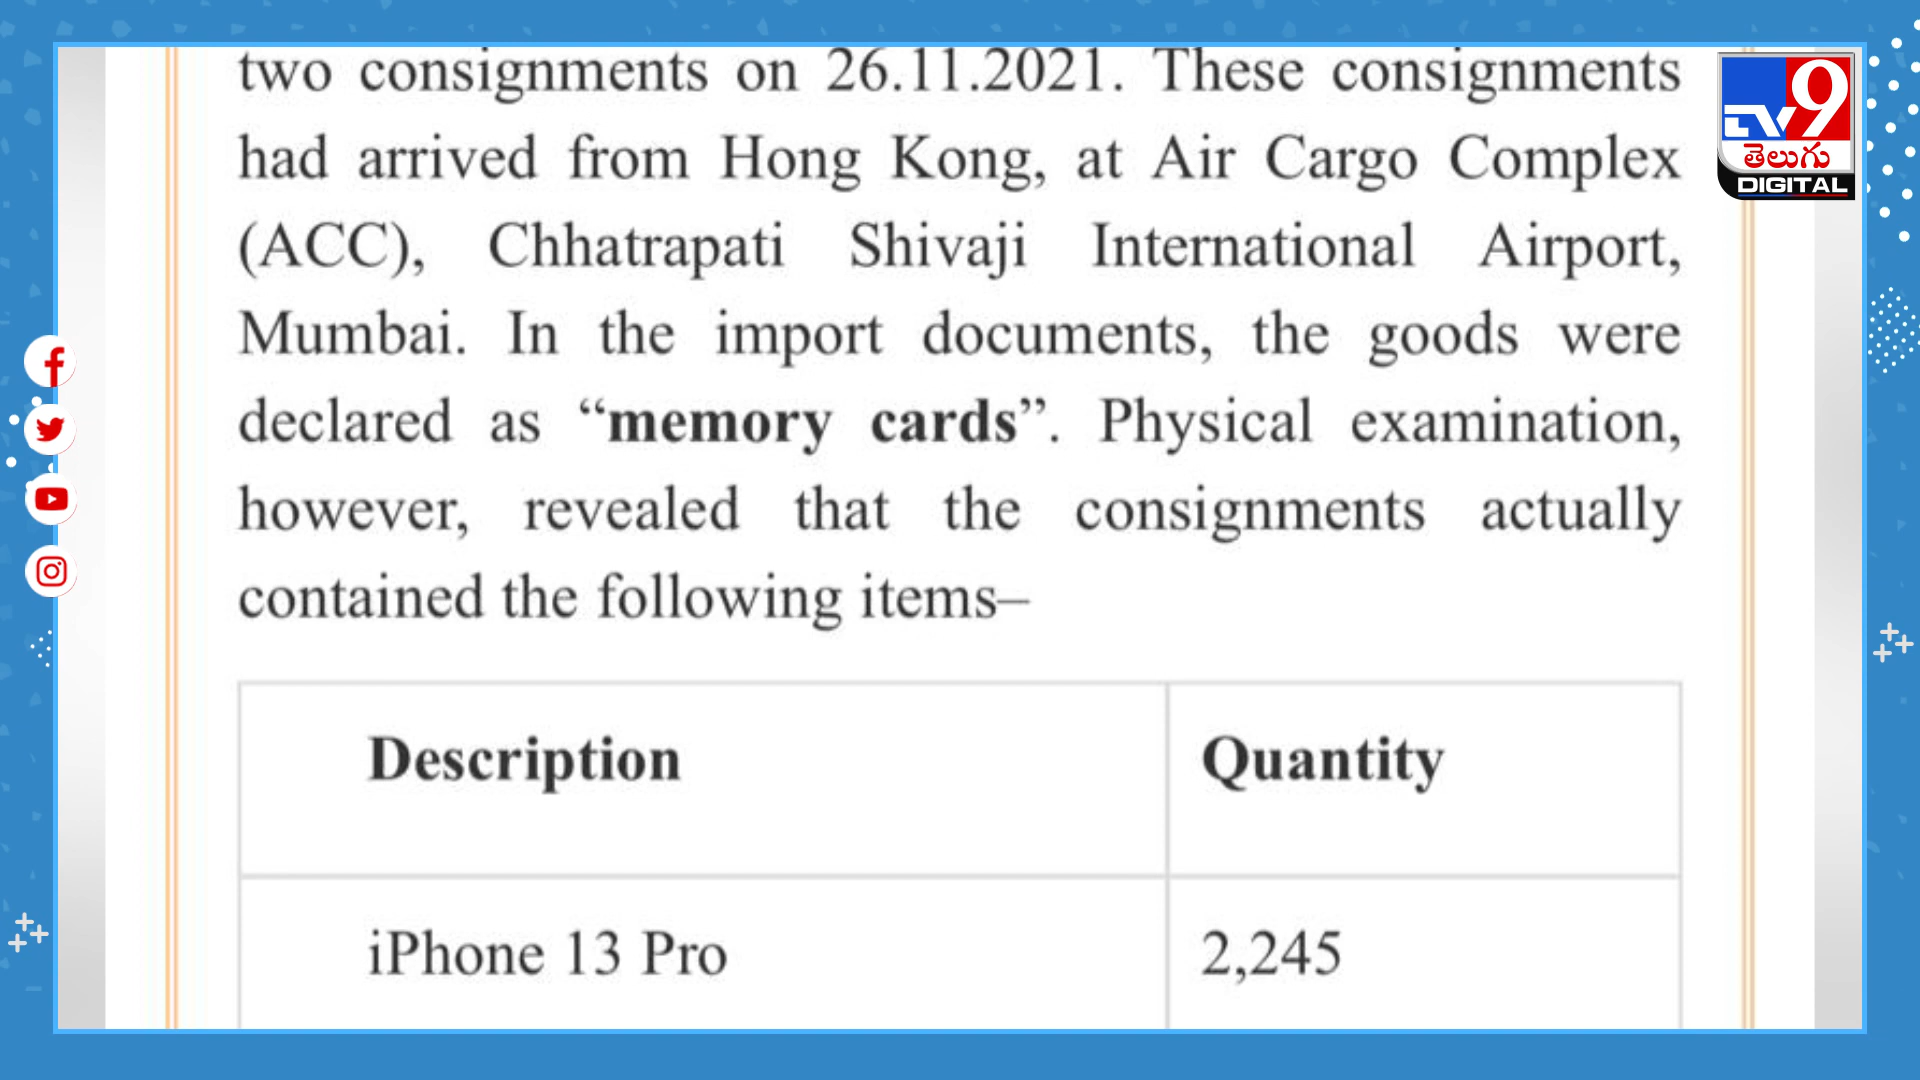 two consignments on 26.11.2021. These consignments
had arrived from Hong Kong, at Air Cargo Complex
(ACC), Chhatrapati Shivaji International Airport,
Mumbai. In the import documents, the goods were
declared as “memory cards”. Physical examination,
however, revealed that the consignments actually
contained the following items–
Description Quantity
iPhone 13 Pro 2,245
TV9
తెలుగు
DIGITAL